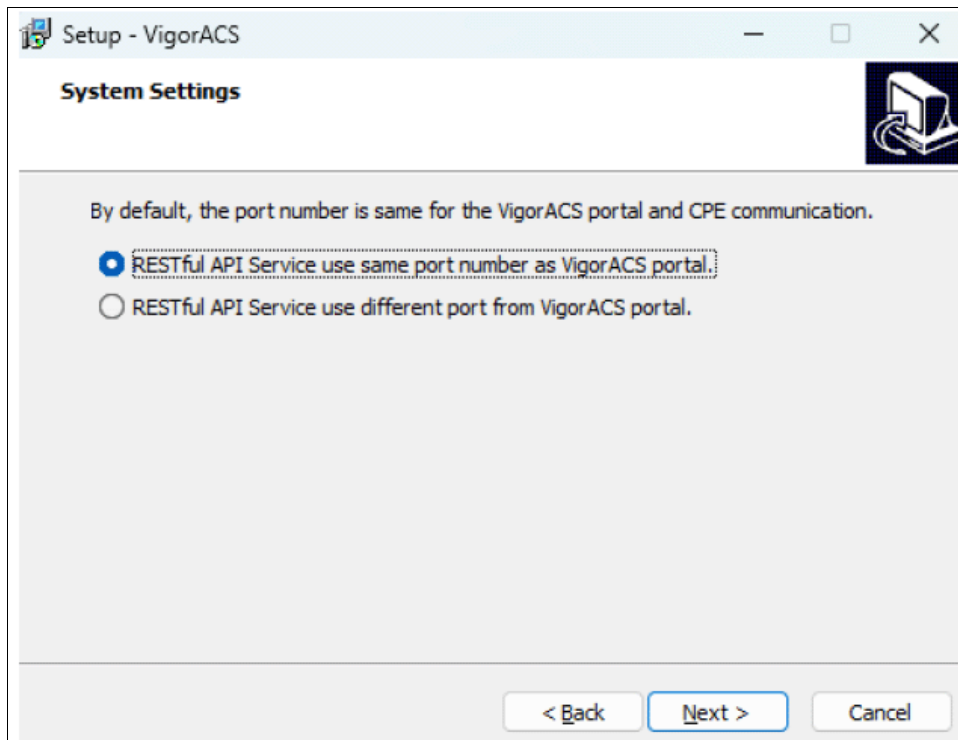 Setup - VigorACS
System Settings
By default, the port number is same for the VigorACS portal and CPE communication.
RESTful API Service use same port number as VigorACS portal.
RESTful API Service use different port from VigorACS portal.
< Back Next > Cancel